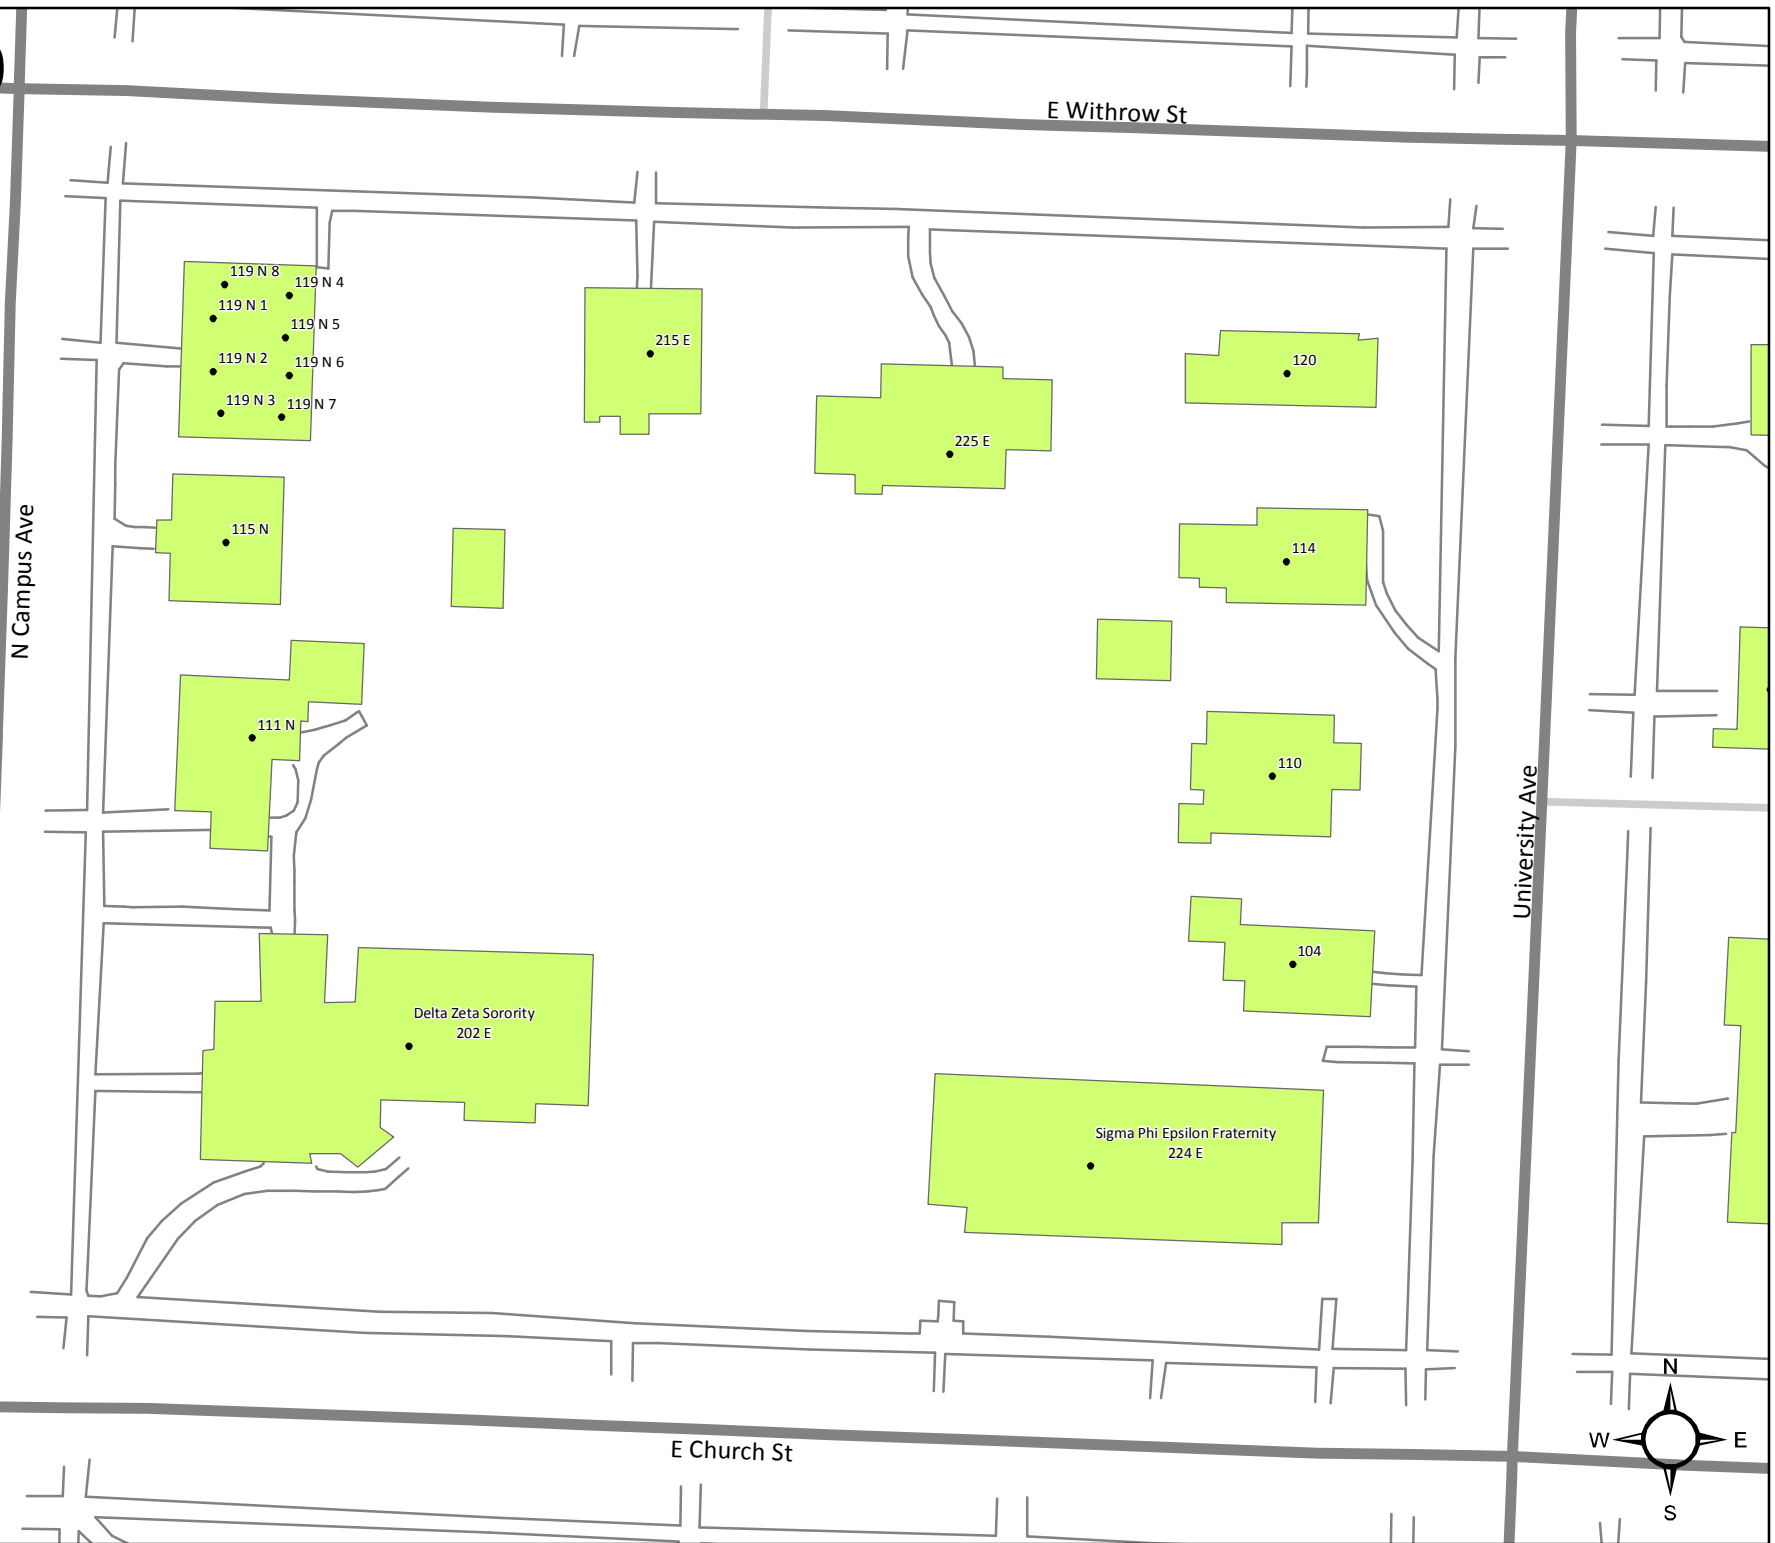 E Withrow St
119 N 8
119 N 4
119 N 1
119 N 5
119 N 2
119 N 6
119 N 3
119 N 7
215 E
225 E
120
115 N
114
N Campus Ave
111 N
110
University Ave
104
Delta Zeta Sorority
202 E
Sigma Phi Epsilon Fraternity
224 E
E Church St
N
W
E
S